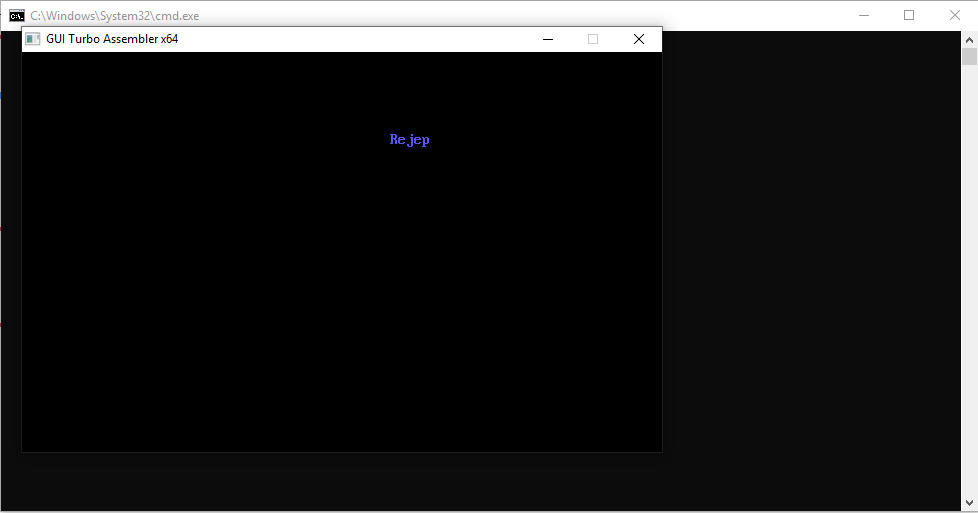 C:\Windows\System32\cmd.exe
GUI Turbo Assembler x64
Rejep